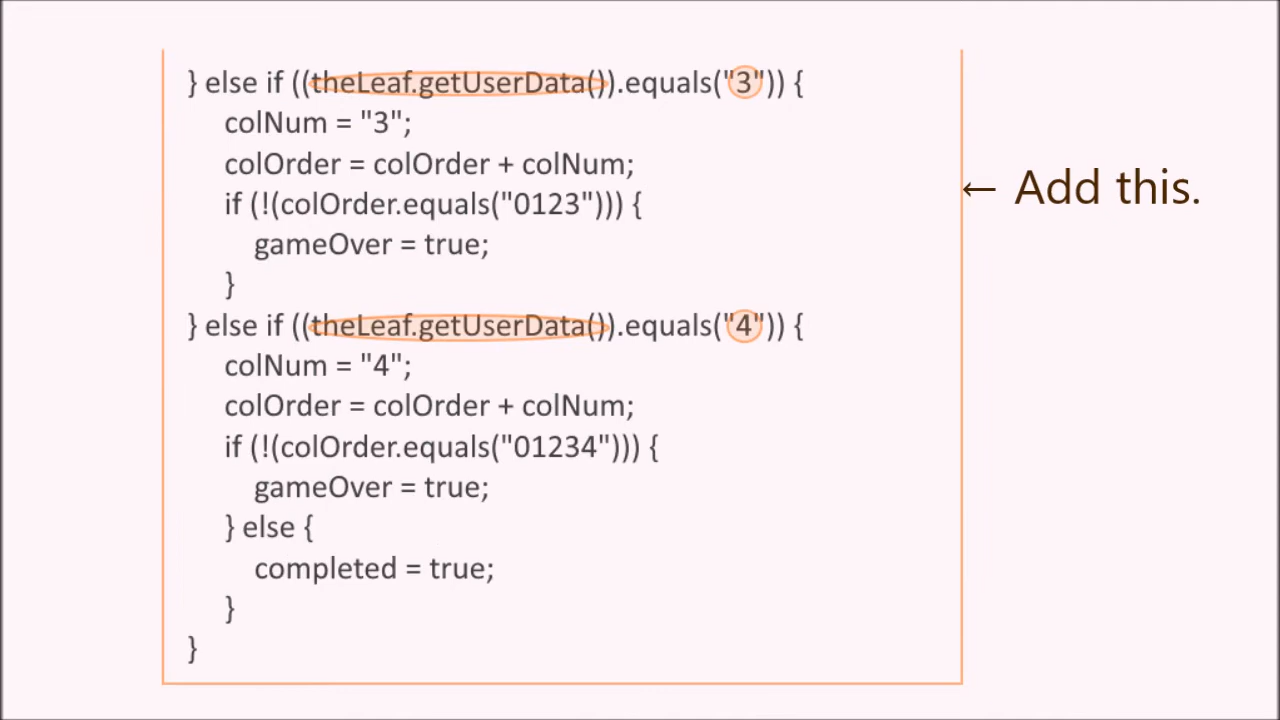 } else if ((theLeaf.getUserData()).equals("3")) {
colNum = "3";
colOrder = colOrder + colNum;
if (!(colOrder.equals("0123"))) {
gameOver = true;
}
} else if ((theLeaf.getUserData()).equals("4")) {
colNum = "4";
colOrder = colOrder + colNum;
if (!(colOrder.equals("01234"))) {
gameOver = true;
} else {
completed = true;
}
}
← Add this.